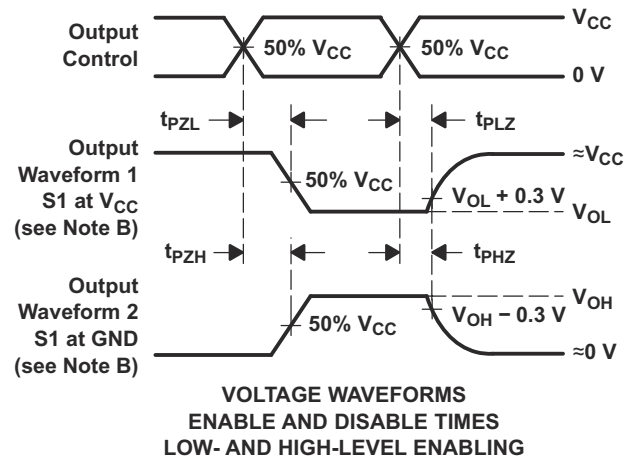 Output
Control
50% VCC
50% VCC
VCC
0 V
tPZL
tPLZ
Output
Waveform 1
S1 at VCC
(see Note B)
50% VCC
≈VCC
VOL + 0.3 V
VOL
tPZH
tPHZ
Output
Waveform 2
S1 at GND
(see Note B)
50% VCC
VOH
VOH − 0.3 V
≈0 V
VOLTAGE WAVEFORMS
ENABLE AND DISABLE TIMES
LOW- AND HIGH-LEVEL ENABLING